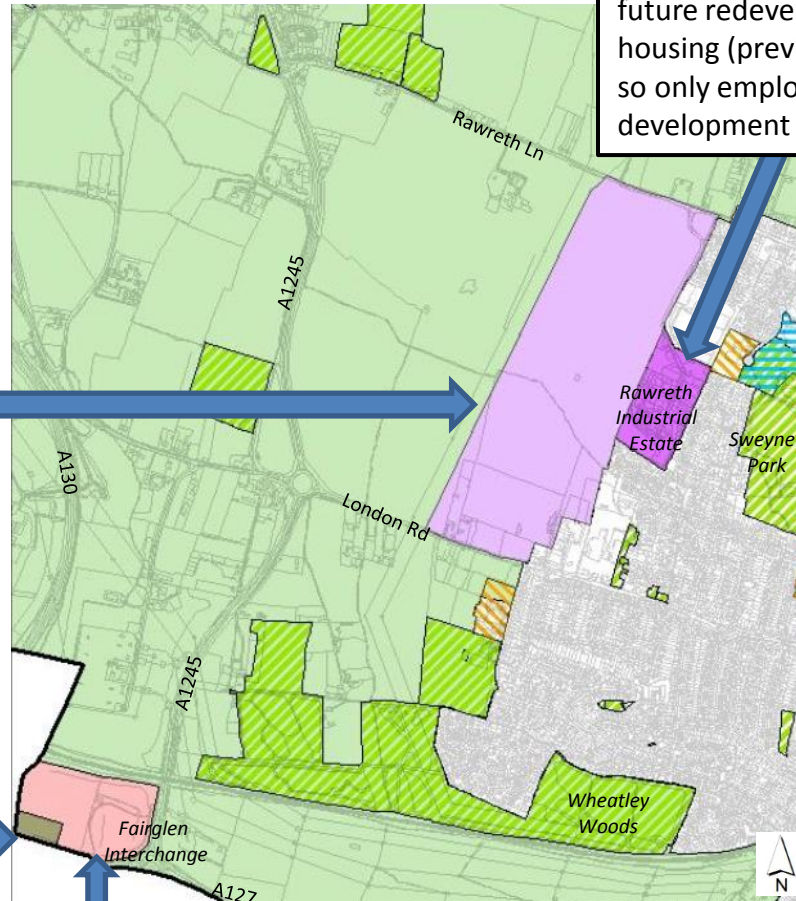 future redeve
housing (prev
so only emplo
development
Rawreth Ln
A1245
Rawreth
Industrial
Estate
Sweyne
Park
A130
London Rd
A1245
Wheatley
Woods
Fairglen
Interchange
A127
N